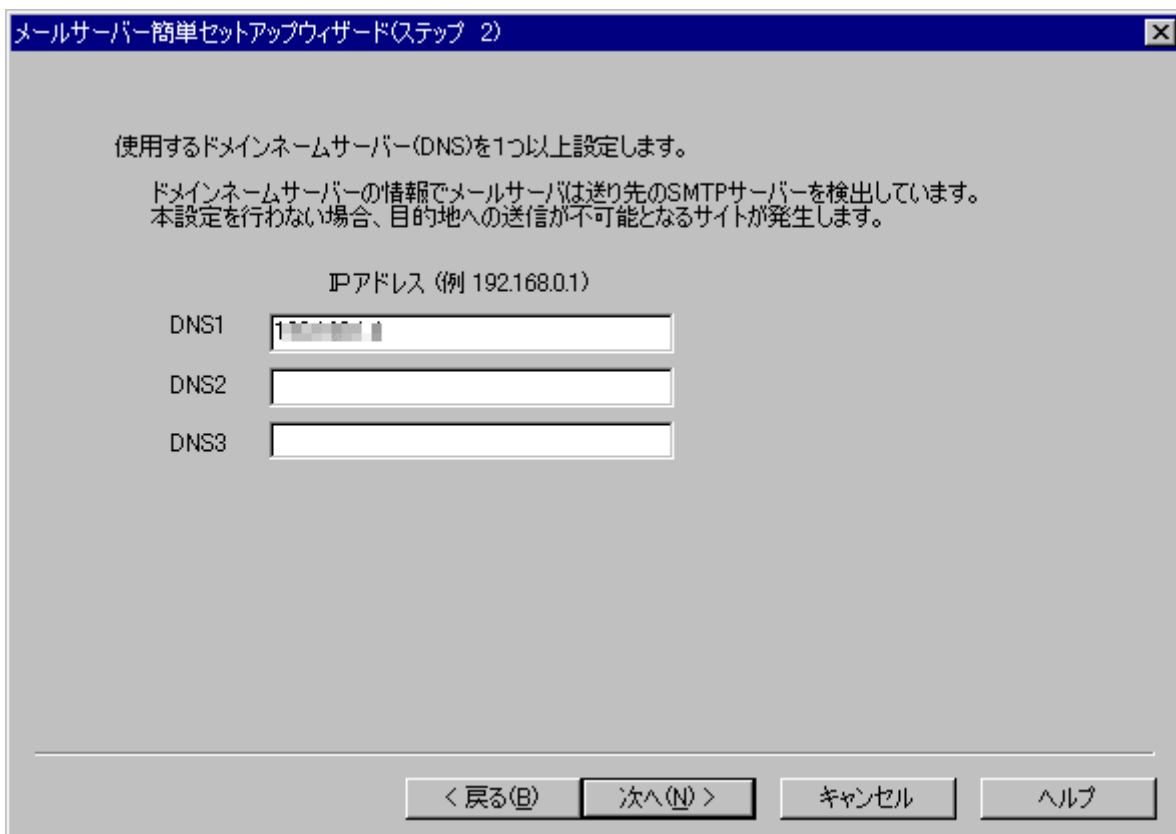 メールサーバー簡単セットアップウィザード(ステップ 2)
使用するドメインネームサーバー(DNS)を1つ以上設定します。
ドメインネームサーバーの情報でメールサーバは送り先のSMTPサーバーを検出しています。
本設定を行わない場合、目的地への送信が不可能となるサイトが発生します。
IPアドレス (例 192.168.0.1)
DNS1
DNS2
DNS3
< 戻る(B) 次へ(N) > キャンセル ヘルプ